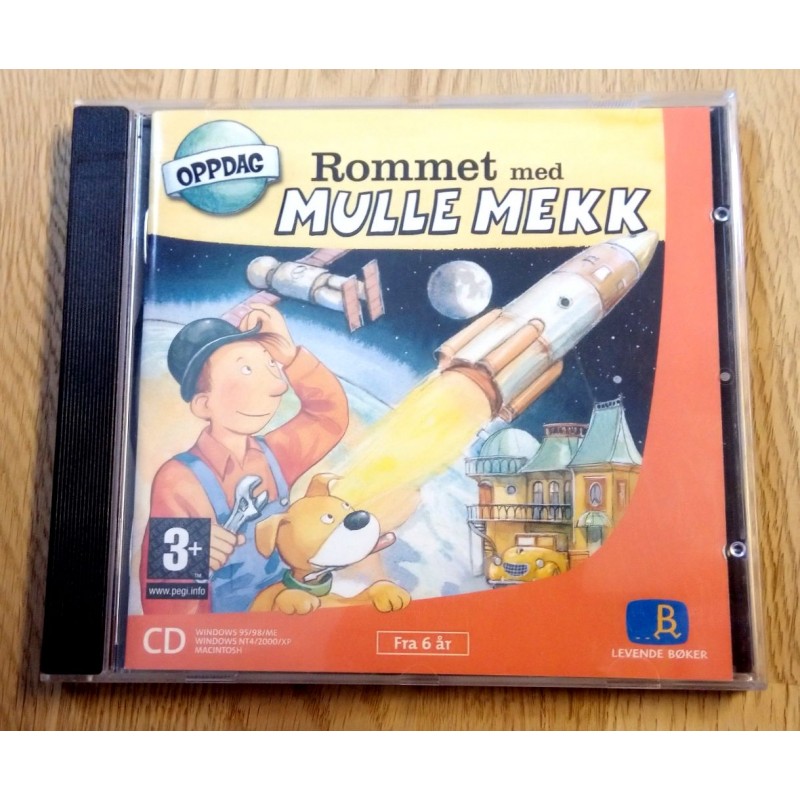 OPPDAG
Rommet med
MULLE MEKK
3+
™
www.pegi.info
CD
WINDOWS 95/98/ME
WINDOWS NT4/2000/XP
MACINTOSH
Fra 6 år
B
LEVENDE BØKER